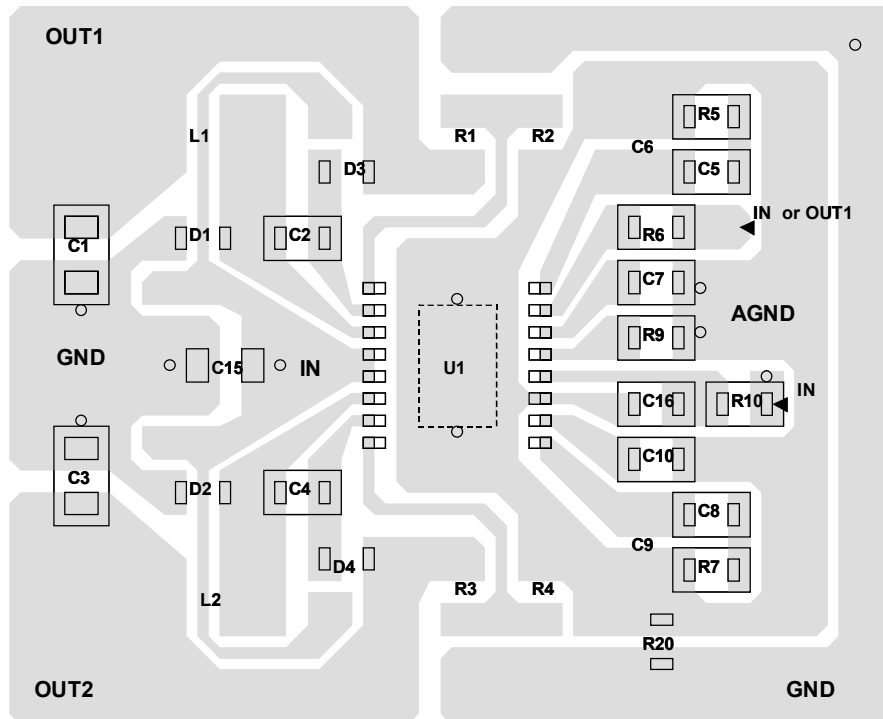 OUT1
L1
R1
R2
R5
C6
D3
C5
IN or OUT1
C1
D1
C2
R6
C7
AGND
R9
GND
C15
IN
U1
IN
C16
R10
C10
C3
D2
C4
C8
C9
D4
R7
L2
R3
R4
R20
OUT2
GND